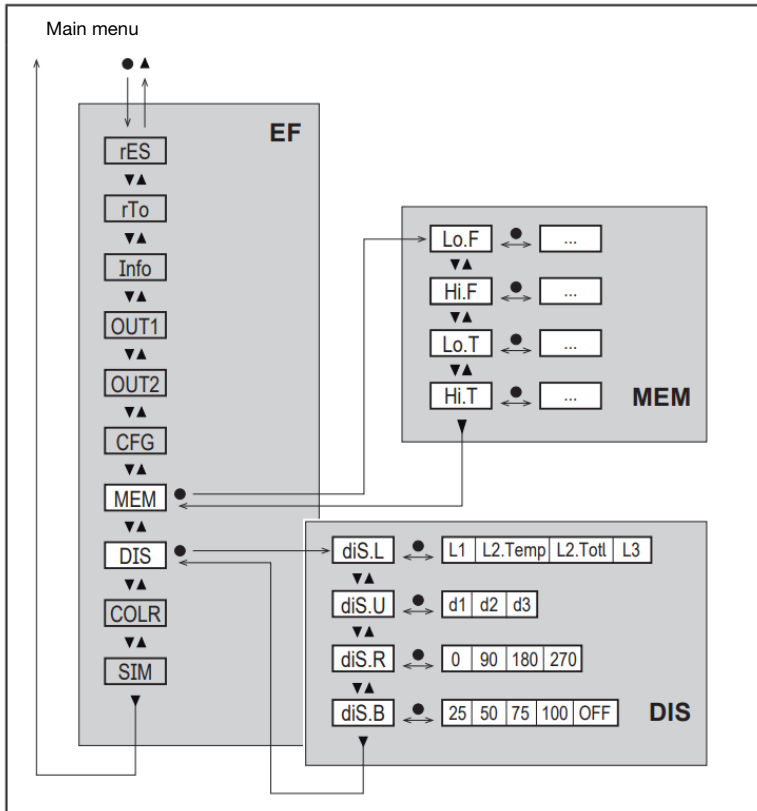 Main menu
EF
rES
rTo
Info
OUT1
OUT2
CFG
MEM
DIS
COLR
SIM
Lo.F ...
Hi.F ...
Lo.T ...
Hi.T ...
MEM
diS.L L1 L2.Temp L2.Totl L3
diS.U d1 d2 d3
diS.R 0 90 180 270
diS.B 25 50 75 100 OFF
DIS